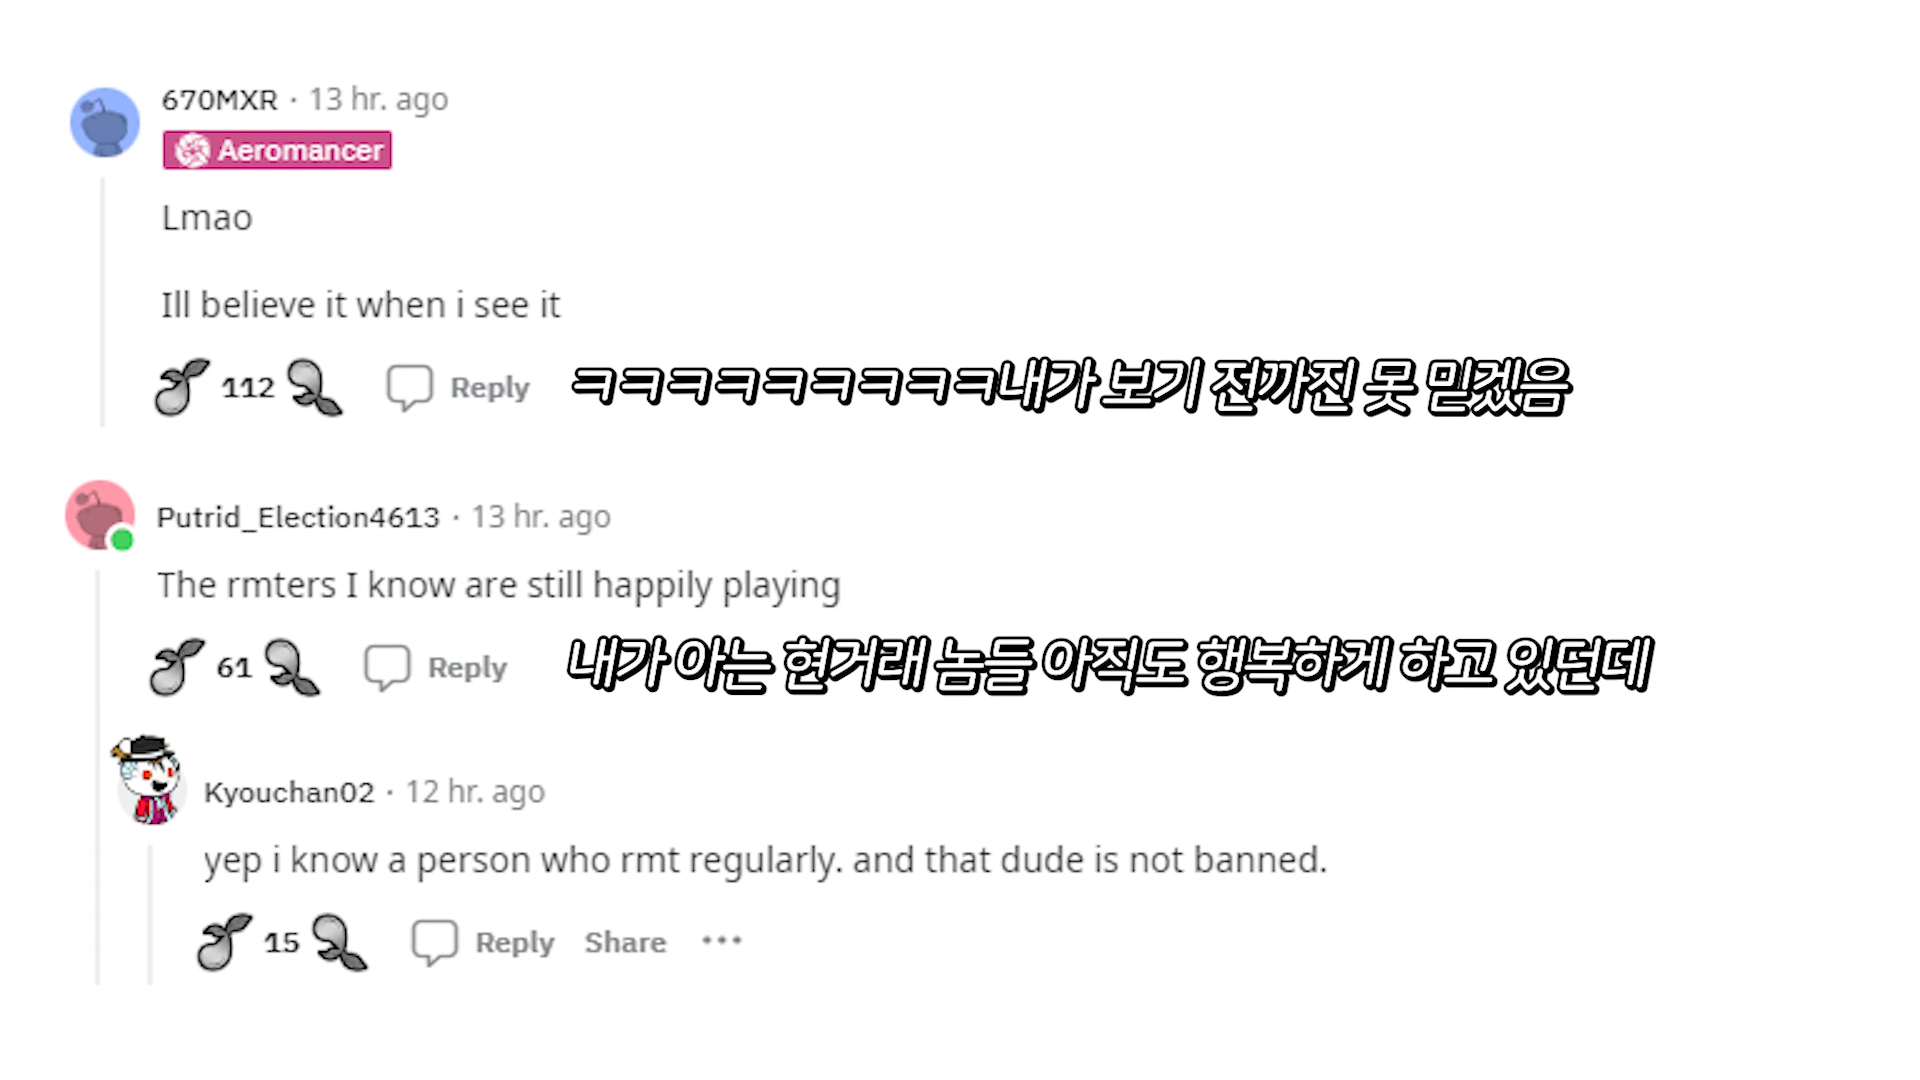 670MXR · 13 hr. ago
Aeromancer
Lmao
Ill believe it when i see it
112 Reply ㅋㅋㅋㅋㅋㅋㅋㅋㅋ내가 보기 전까진 못 믿겠음
Putrid_Election4613 · 13 hr. ago
The rmters I know are still happily playing
61 Reply 내가 아는 현거래 놈들 아직도 행복하게 하고 있던데
Kyouchan02 · 12 hr. ago
yep i know a person who rmt regularly. and that dude is not banned.
15 Reply Share ···